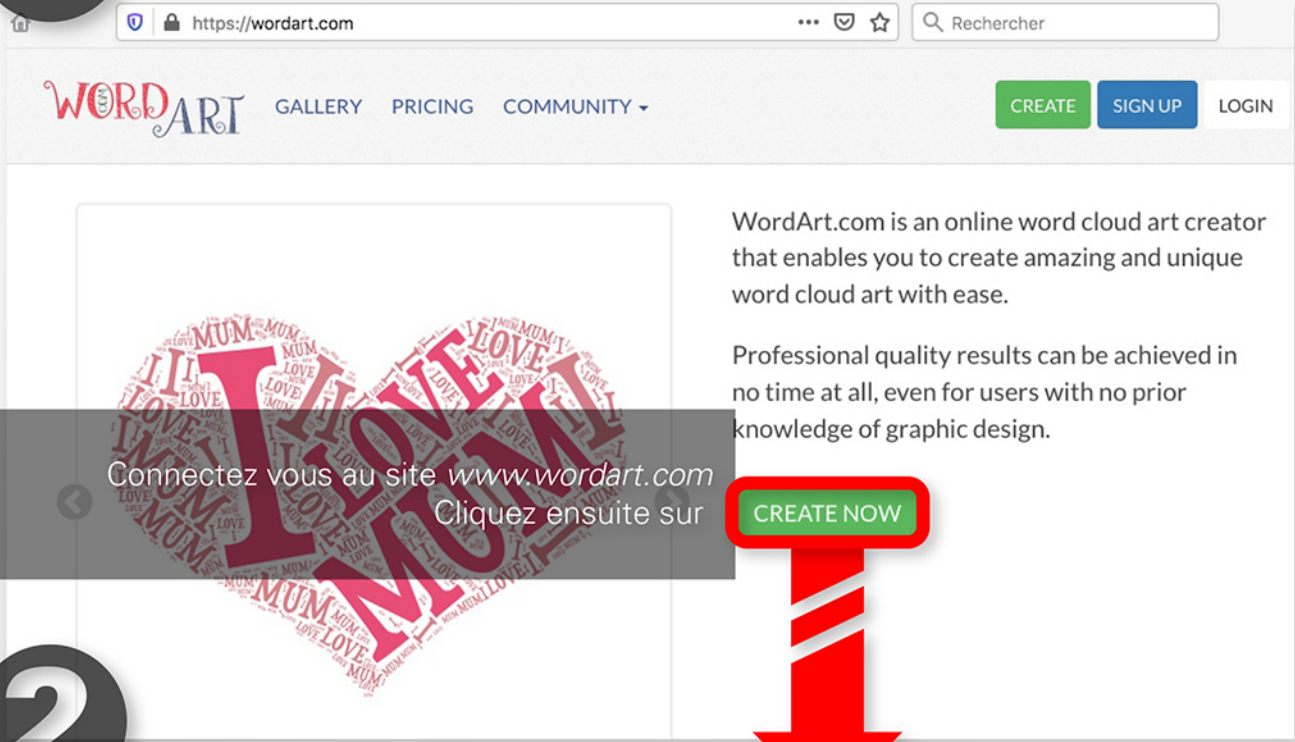 https://wordart.com
Rechercher
WORDART.COM
GALLERY PRICING COMMUNITY
CREATE SIGN UP LOGIN
WordArt.com is an online word cloud art creator
that enables you to create amazing and unique
word cloud art with ease.
Professional quality results can be achieved in
no time at all, even for users with no prior
knowledge of graphic design.
I LOVE MUM
Connectez vous au site www.wordart.com
Cliquez ensuite sur CREATE NOW
2